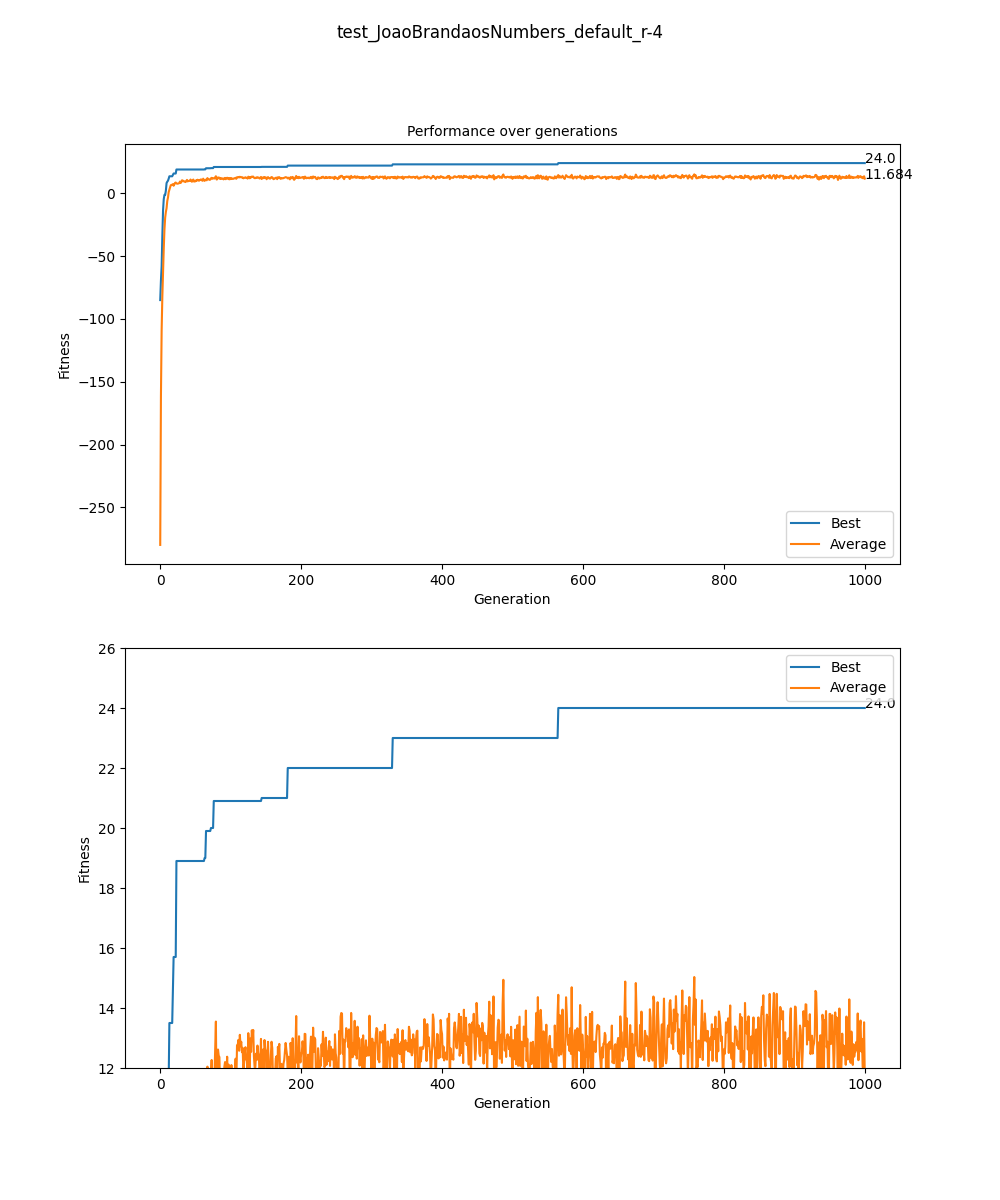 test_JoaoBrandaosNumbers_default_r-4
Performance over generations
24.0
11.684
0
−50
−100
−150
−200
−250
Fitness
Best
Average
0 200 400 600 800 1000
Generation
26
24
22
20
18
16
14
12
Fitness
Best
Average
24.0
0 200 400 600 800 1000
Generation